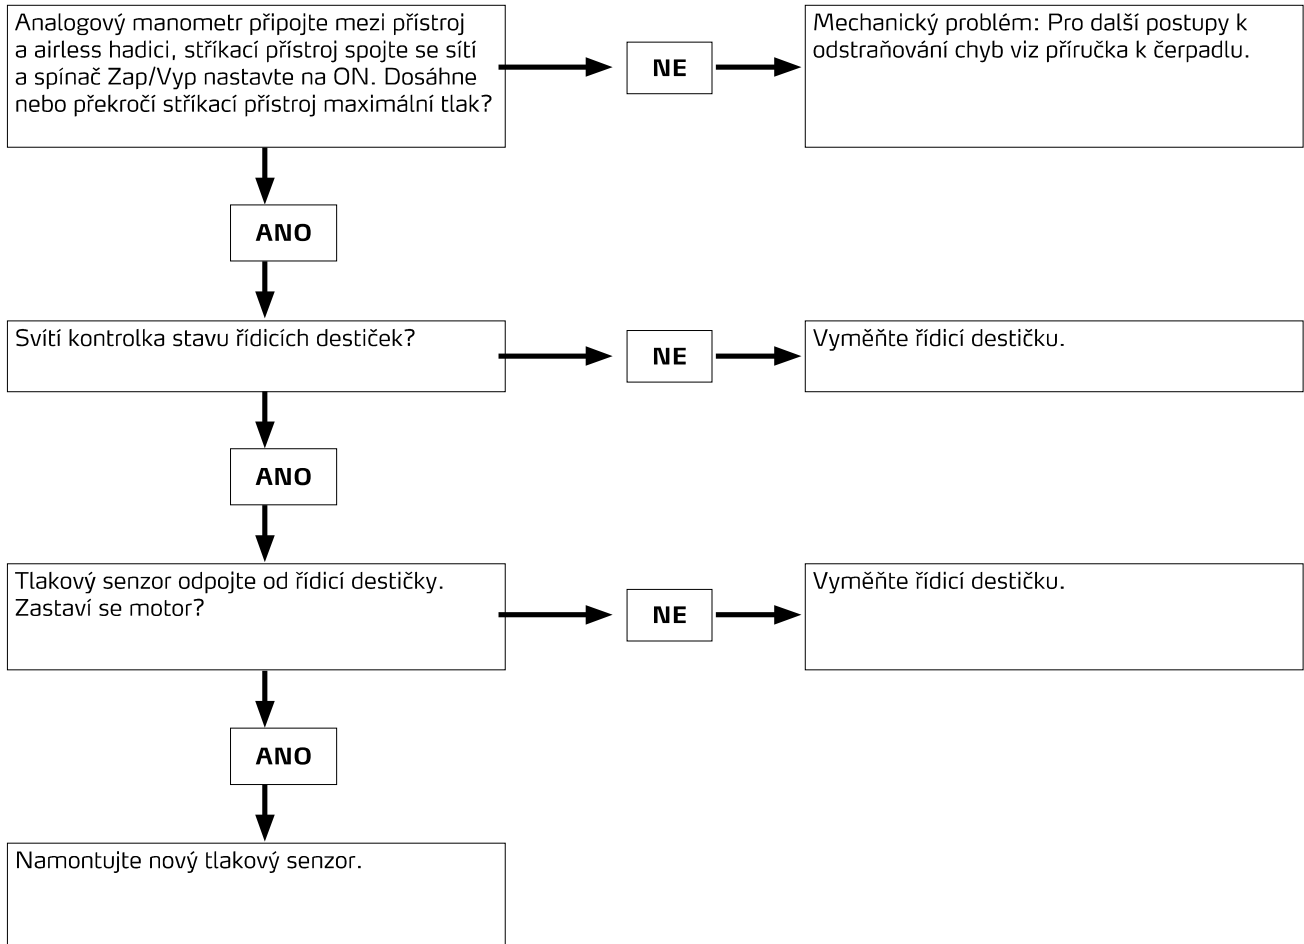 Analogový manometr připojte mezi přístroj
a airless hadici, stříkací přístroj spojte se sítí
a spínač Zap/Vyp nastavte na ON. Dosáhne
nebo překročí stříkací přístroj maximální tlak?
NE
Mechanický problém: Pro další postupy k
odstraňování chyb viz příručka k čerpadlu.
ANO
Svítí kontrolka stavu řídicích destiček?
NE
Vyměňte řídicí destičku.
ANO
Tlakový senzor odpojte od řídicí destičky.
Zastaví se motor?
NE
Vyměňte řídicí destičku.
ANO
Namontujte nový tlakový senzor.